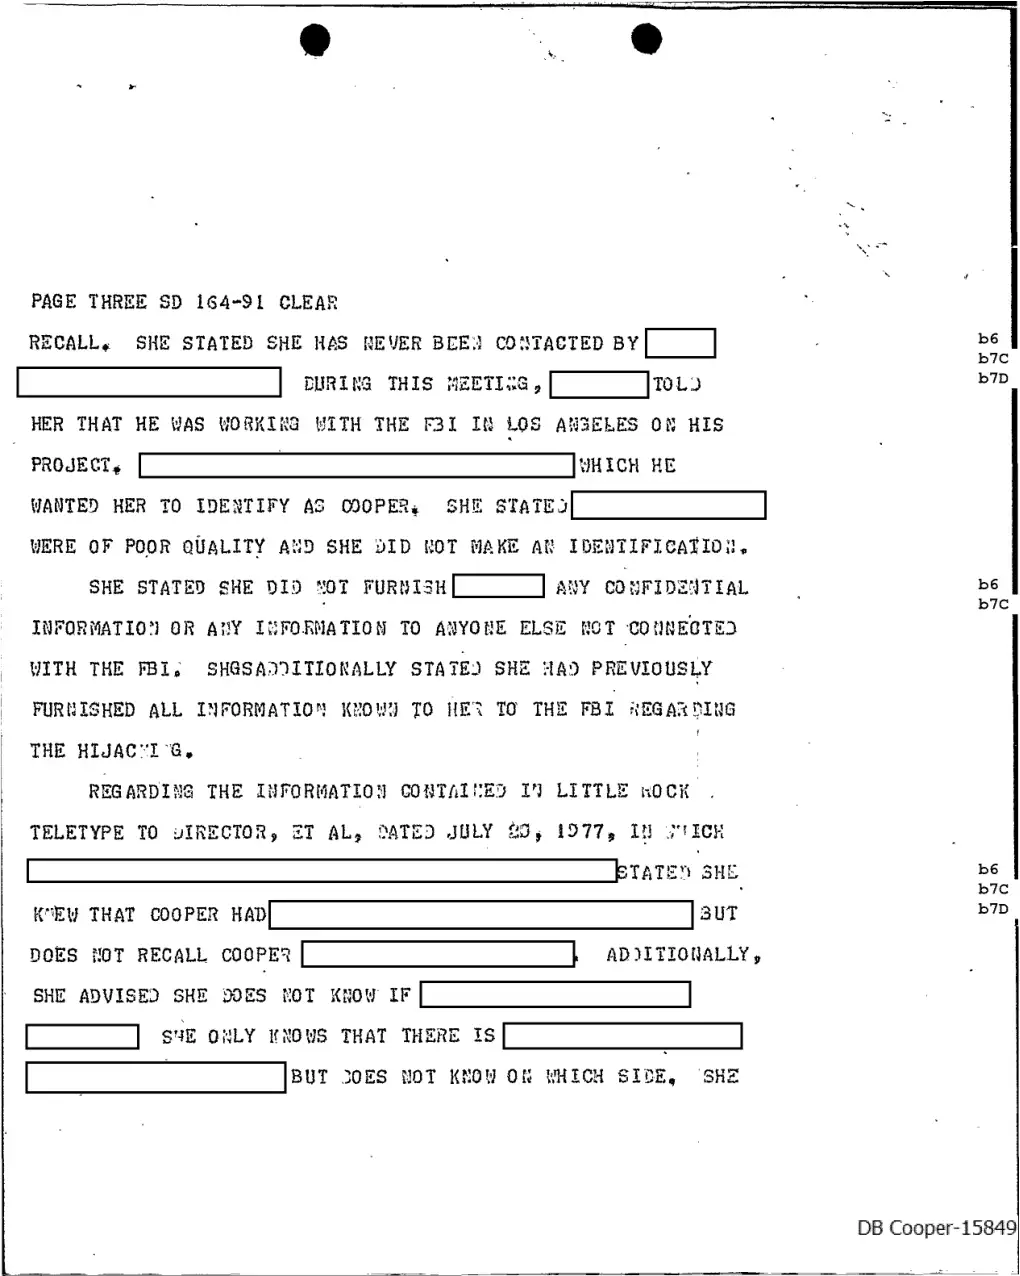 PAGE THREE SD 164-91 CLEAR
RECALL. SHE STATED SHE HAS NEVER BEEN CONTACTED BY
b6
b7C
b7D
DURING THIS MEETING, TOLD
HER THAT HE WAS WORKING WITH THE FBI IN LOS ANGELES ON HIS
PROJECT. WHICH HE
WANTED HER TO IDENTIFY AS COOPER. SHE STATED
WERE OF POOR QUALITY AND SHE DID NOT MAKE AN IDENTIFICATION.
SHE STATED SHE DID NOT FURNISH ANY CONFIDENTIAL
b6
b7C
INFORMATION OR ANY INFORMATION TO ANYONE ELSE NOT CONNECTED
WITH THE FBI. SHGSADDITIONALLY STATED SHE HAD PREVIOUSLY
FURNISHED ALL INFORMATION KNOWN TO HER TO THE FBI REGARDING
THE HIJACKING.
REGARDING THE INFORMATION CONTAINED IN LITTLE ROCK
TELETYPE TO DIRECTOR, ET AL, DATED JULY , 1977, IN WHICH
STATED SHE
b6
b7C
b7D
KNEW THAT COOPER HAD BUT
DOES NOT RECALL COOPER . ADDITIONALLY,
SHE ADVISED SHE DOES NOT KNOW IF
SHE ONLY KNOWS THAT THERE IS
BUT DOES NOT KNOW ON WHICH SIDE. SHE
DB Cooper-15849